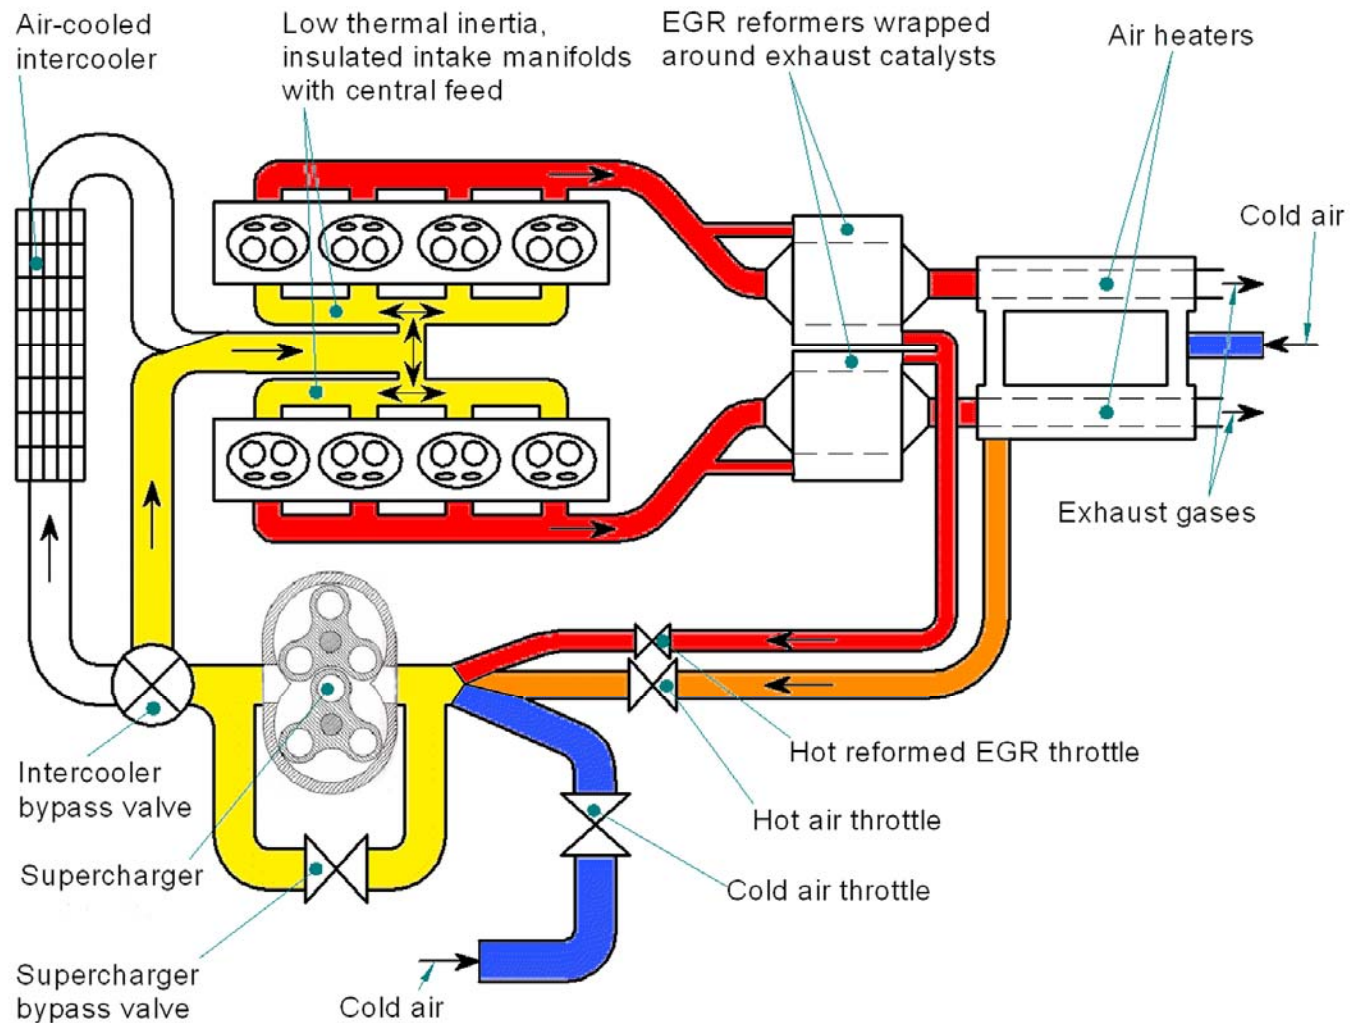 Air-cooled
intercooler
Low thermal inertia,
insulated intake manifolds
with central feed
EGR reformers wrapped
around exhaust catalysts
Air heaters
Cold air
Exhaust gases
Hot reformed EGR throttle
Hot air throttle
Cold air throttle
Intercooler
bypass valve
Supercharger
Supercharger
bypass valve
Cold air